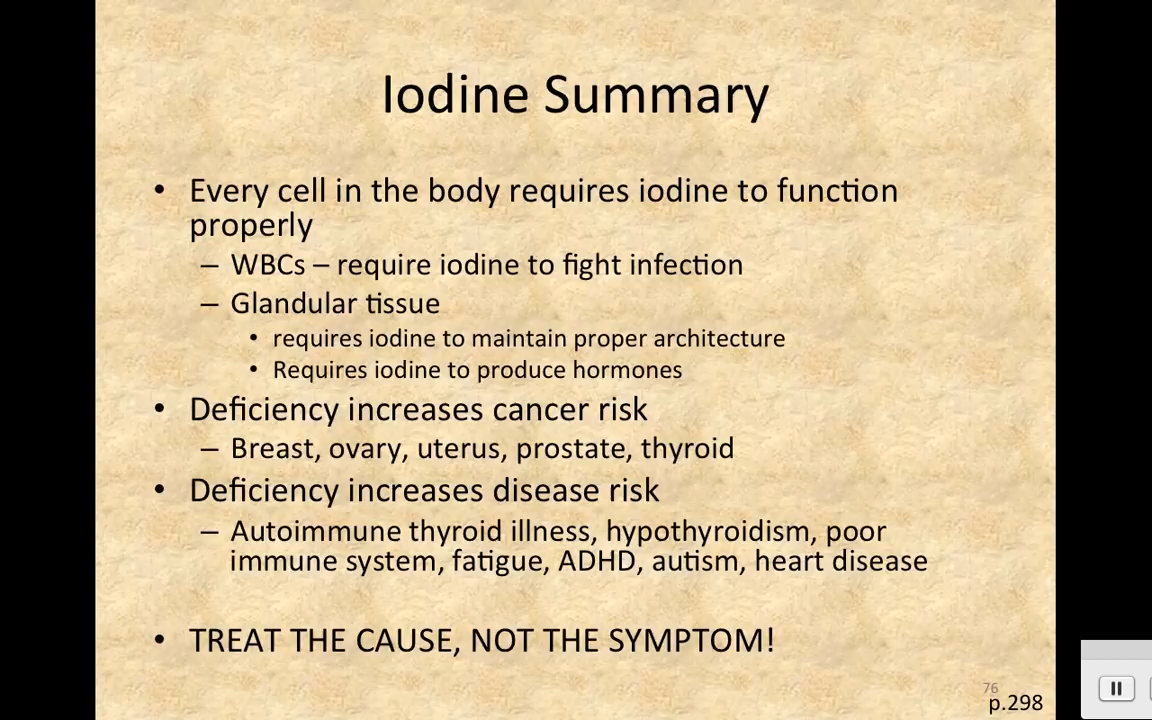 Iodine Summary
• Every cell in the body requires iodine to function
properly
– WBCs – require iodine to fight infection
– Glandular tissue
• requires iodine to maintain proper architecture
• Requires iodine to produce hormones
• Deficiency increases cancer risk
– Breast, ovary, uterus, prostate, thyroid
• Deficiency increases disease risk
– Autoimmune thyroid illness, hypothyroidism, poor
immune system, fatigue, ADHD, autism, heart disease
• TREAT THE CAUSE, NOT THE SYMPTOM!
76
p.298